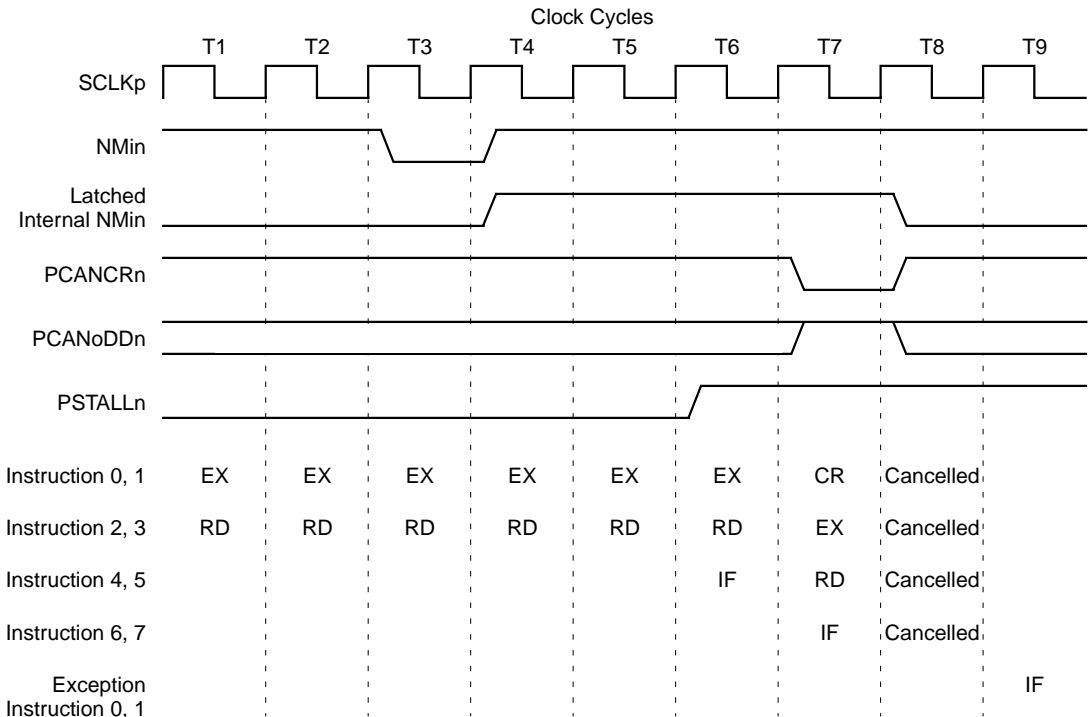 Clock Cycles
T1 T2 T3 T4 T5 T6 T7 T8 T9
SCLKp
NMin
Latched
Internal NMin
PCANCRn
PCANoDDn
PSTALLn
Instruction 0, 1 EX EX EX EX EX EX CR Cancelled
Instruction 2, 3 RD RD RD RD RD RD EX Cancelled
Instruction 4, 5 IF RD Cancelled
Instruction 6, 7 IF Cancelled
Exception IF
Instruction 0, 1